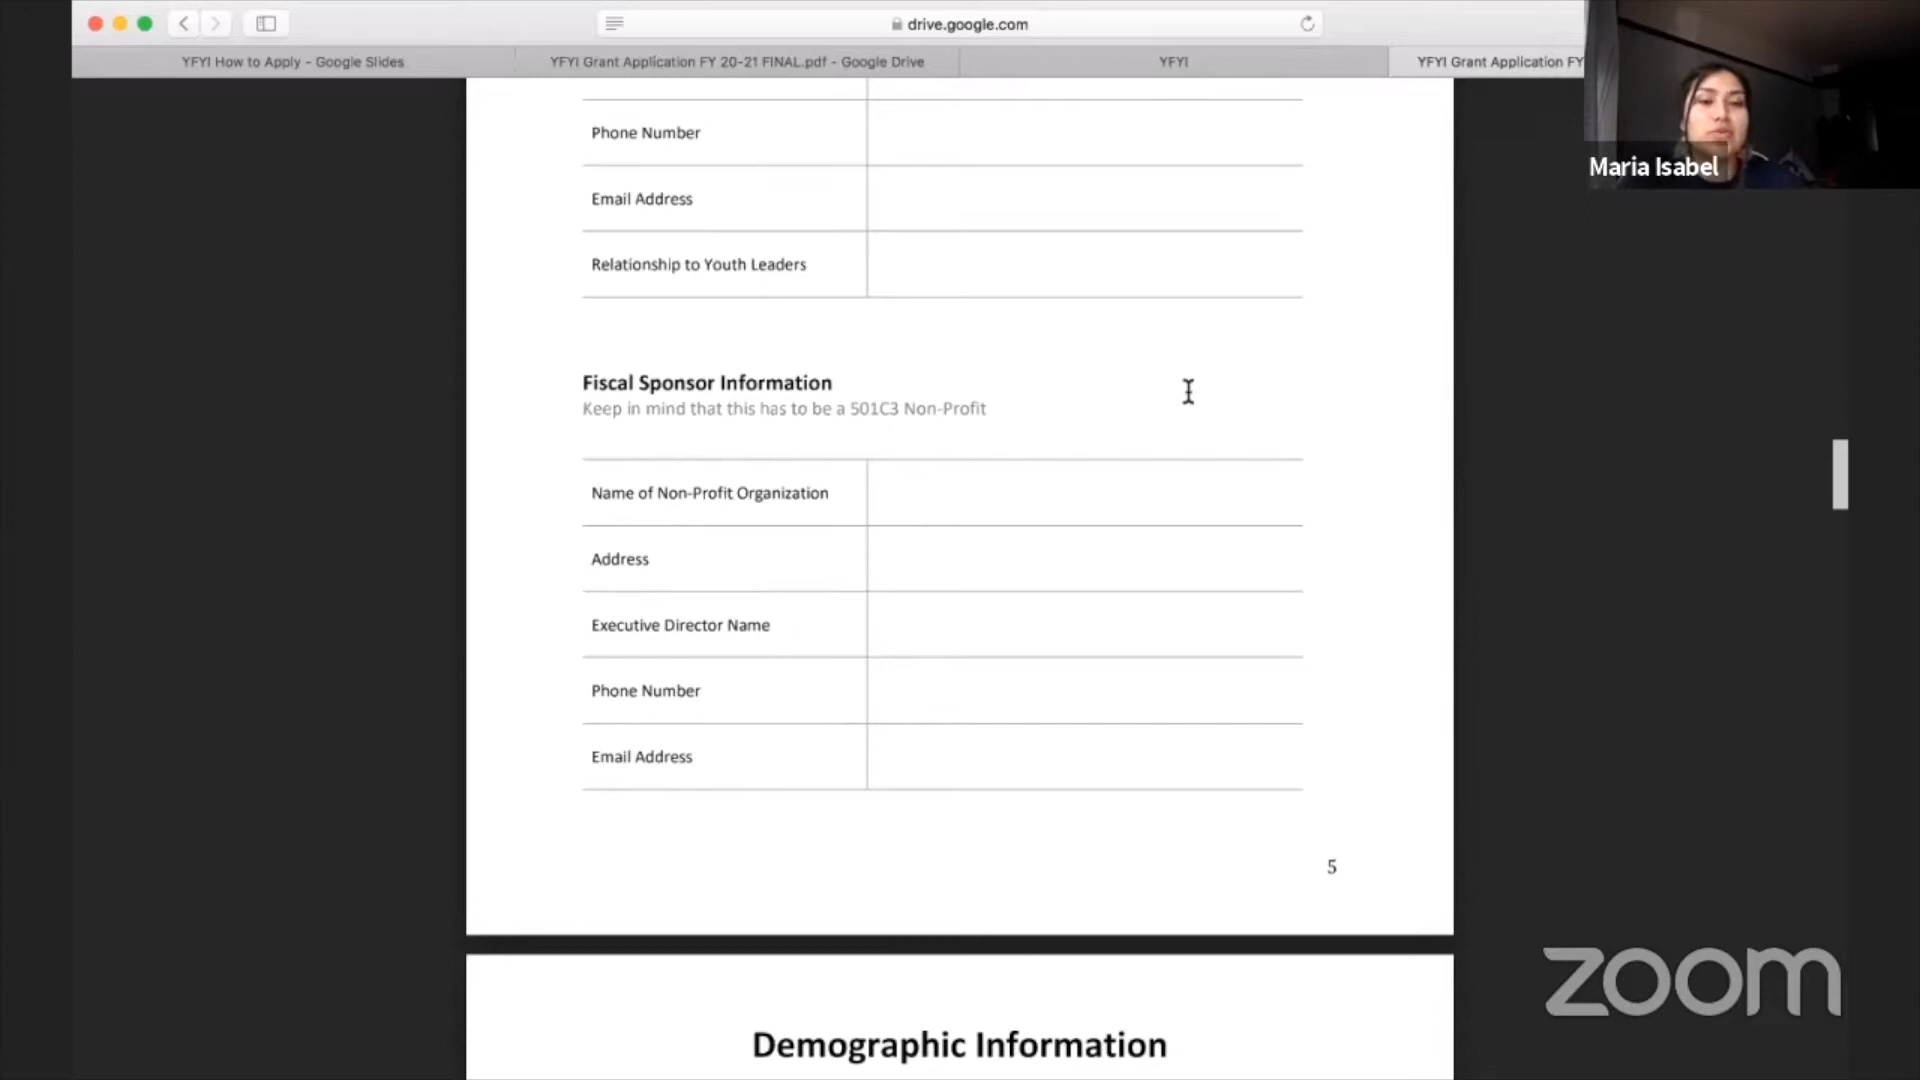 drive.google.com
YFYI How to Apply - Google Slides
YFYI Grant Application FY 20-21 FINAL.pdf - Google Drive
YFYI
YFYI Grant Application FY
Maria Isabel
Phone Number
Email Address
Relationship to Youth Leaders
Fiscal Sponsor Information
Keep in mind that this has to be a 501C3 Non-Profit
Name of Non-Profit Organization
Address
Executive Director Name
Phone Number
Email Address
5
zoom
Demographic Information